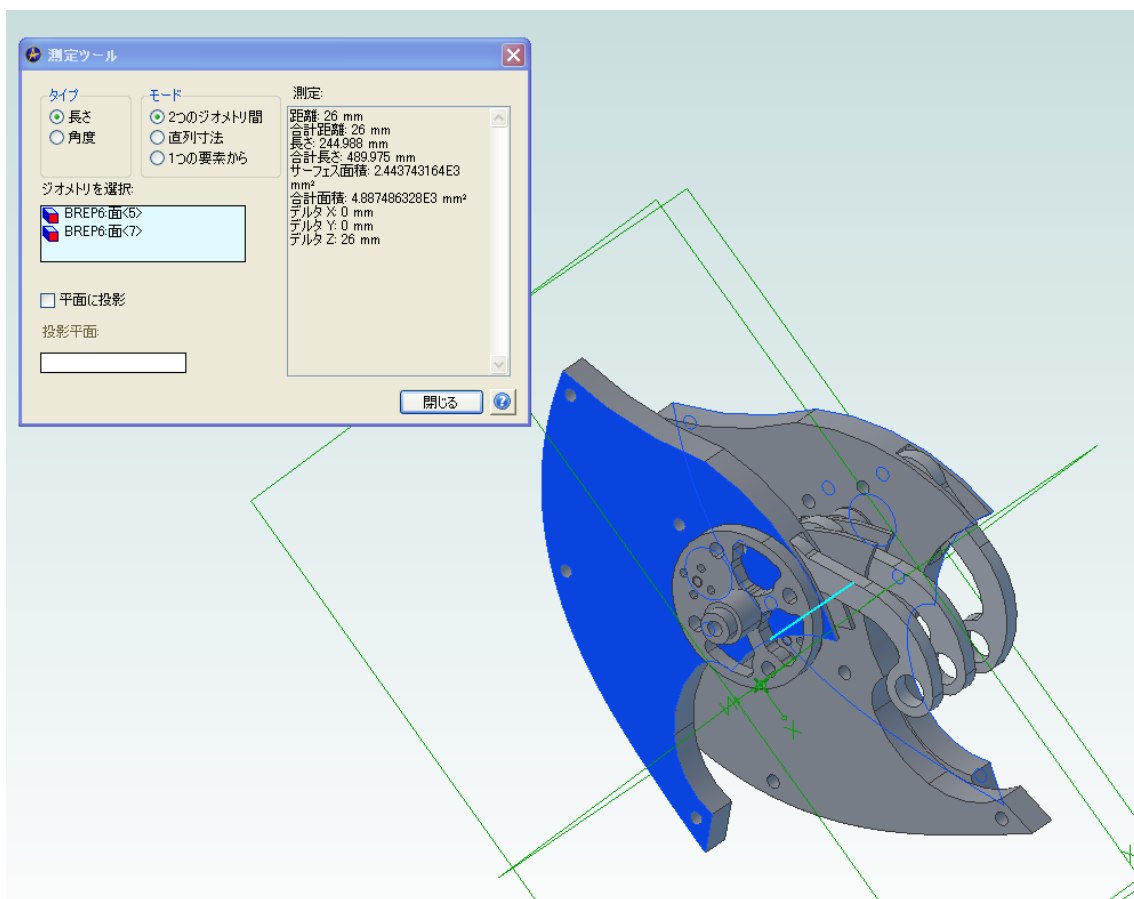 測定ツール
タイプ
長さ
角度
モード
2つのジオメトリ間
直列寸法
1つの要素から
ジオメトリを選択:
BREP6:面<5>
BREP6:面<7>
平面に投影
投影平面:
測定:
距離: 26 mm
合計距離: 26 mm
長さ: 244.988 mm
合計長さ: 489.975 mm
サーフェス面積: 2.443743164E3
mm²
合計面積: 4.887486328E3 mm²
デルタ X: 0 mm
デルタ Y: 0 mm
デルタ Z: 26 mm
閉じる
?
X